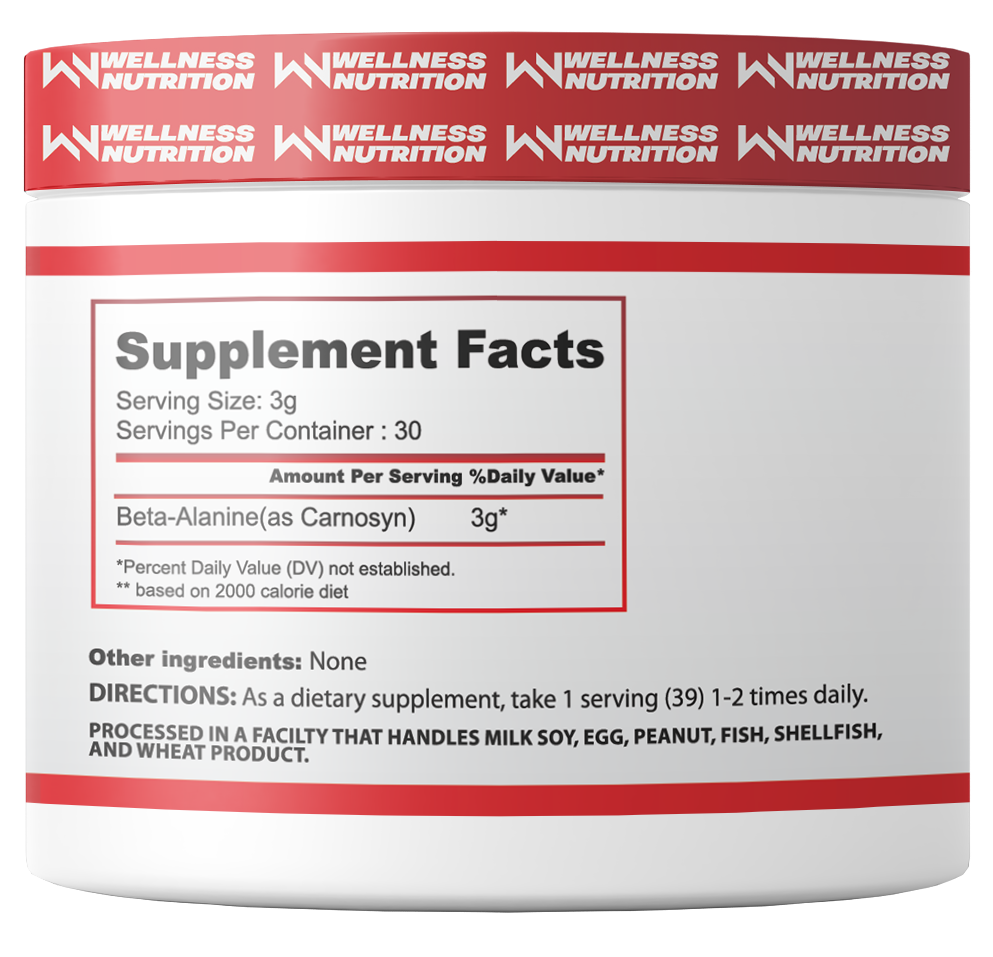 WELLNESS NUTRITION WELLNESS NUTRITION WELLNESS NUTRITION WELLNESS NUTRITION
WELLNESS NUTRITION WELLNESS NUTRITION WELLNESS NUTRITION WELLNESS NUTRITION
Supplement Facts
Serving Size: 3g
Servings Per Container : 30
Amount Per Serving %Daily Value*
Beta-Alanine(as Carnosyn) 3g*
*Percent Daily Value (DV) not established.
** based on 2000 calorie diet
Other ingredients: None
DIRECTIONS: As a dietary supplement, take 1 serving (39) 1-2 times daily.
PROCESSED IN A FACILTY THAT HANDLES MILK SOY, EGG, PEANUT, FISH, SHELLFISH,
AND WHEAT PRODUCT.